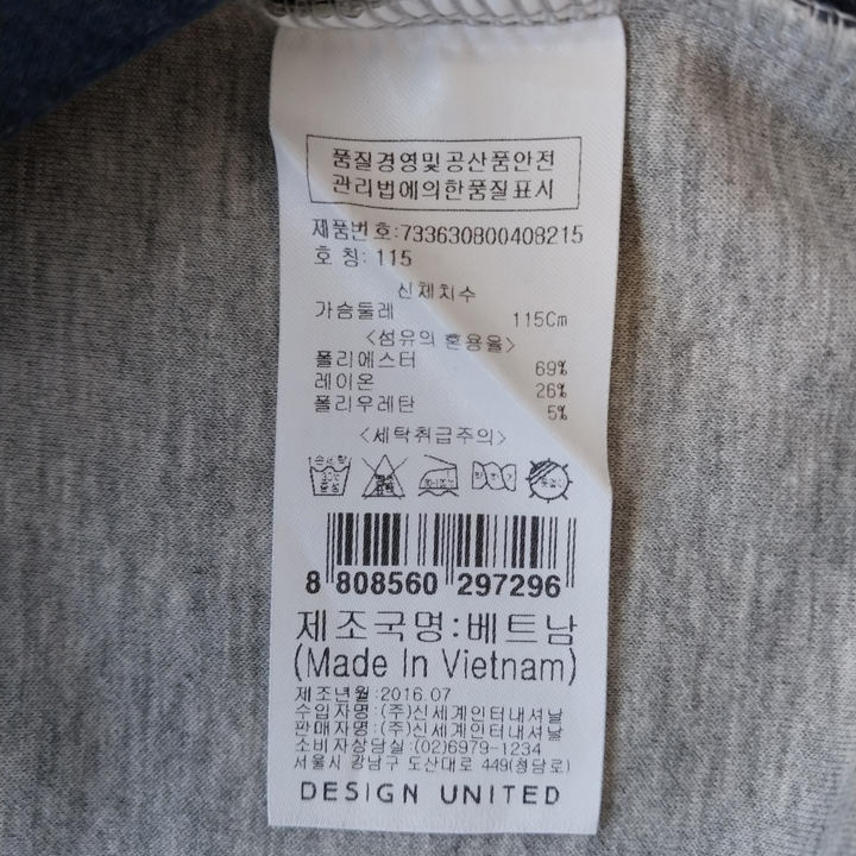 품질경영및공산품안전
관리법에의한품질표시
제품번호:733630800408215
호 칭: 115
신체치수
가슴둘레 115Cm
<섬유의 혼용율>
폴리에스터 69%
레이온 26%
폴리우레탄 5%
<세탁취급주의>
8 808560 297296
제조국명:베트남
(Made In Vietnam)
제조년월:2016.07
수입자명:(주)신세계인터내셔날
판매자명:(주)신세계인터내셔날
소비자상담실:(02)6979-1234
서울시 강남구 도산대로 449(청담로)
DESIGN UNITED